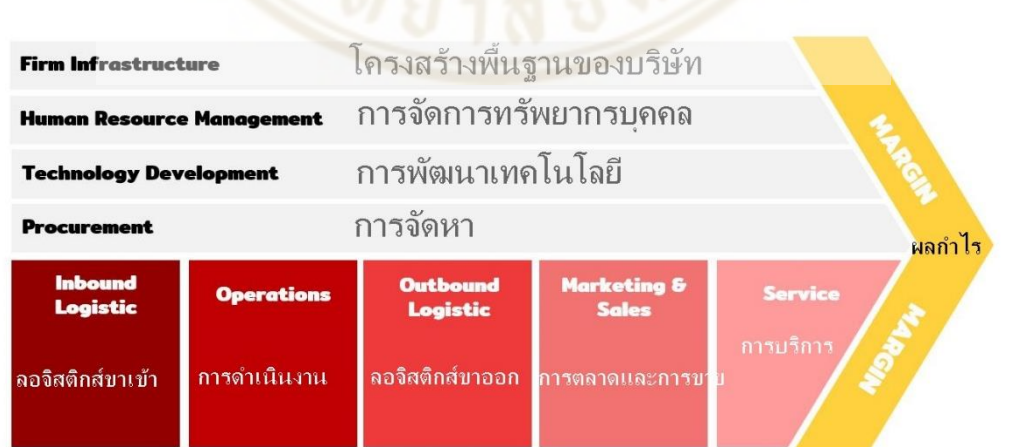 Firm Infrastructure โครงสร้างพื้นฐานของบริษัท
Human Resource Management การจัดการทรัพยากรบุคคล
Technology Development การพัฒนาเทคโนโลยี
Procurement การจัดหา
MARGIN
ผลกำไร
MARGIN
Inbound
Logistic
ลอจิสติกส์ขาเข้า
Operations
การดำเนินงาน
Outbound
Logistic
ลอจิสติกส์ขาออก
Marketing &
Sales
การตลาดและการขาย
Service
การบริการ